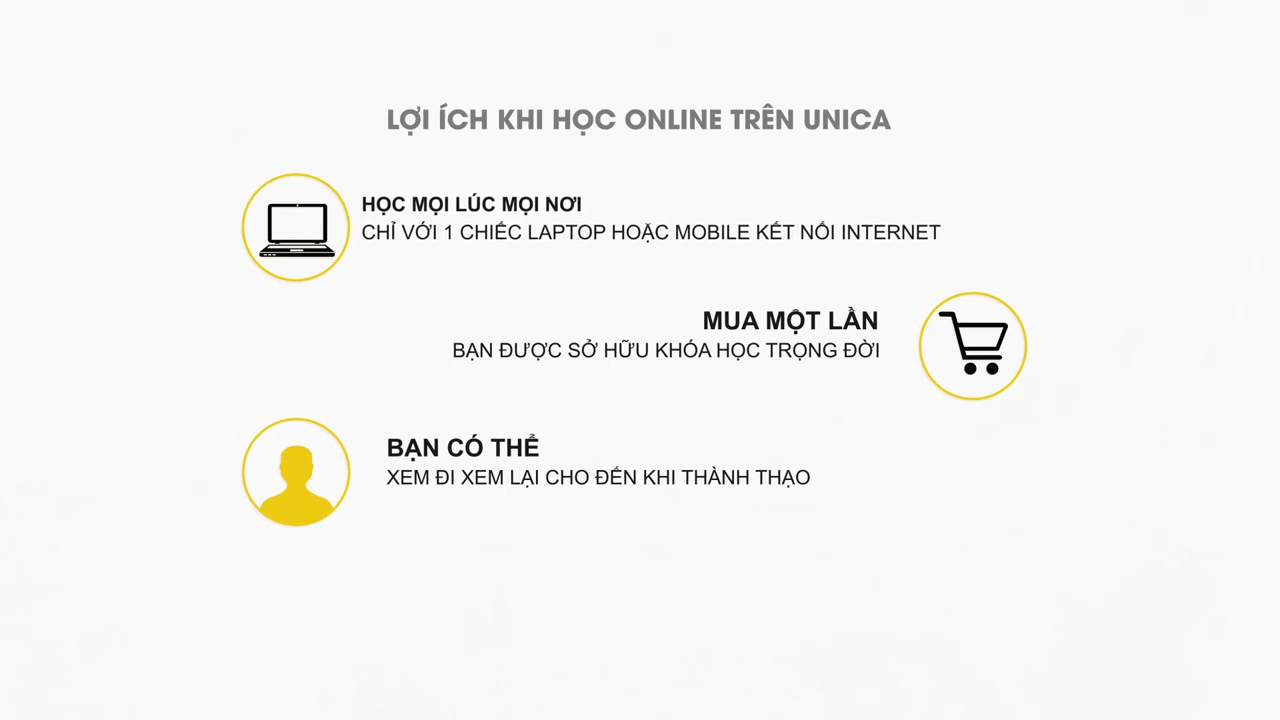 LỢI ÍCH KHI HỌC ONLINE TRÊN UNICA
HỌC MỌI LÚC MỌI NƠI
CHỈ VỚI 1 CHIẾC LAPTOP HOẶC MOBILE KẾT NỐI INTERNET
MUA MỘT LẦN
BẠN ĐƯỢC SỞ HỮU KHÓA HỌC TRỌNG ĐỜI
BẠN CÓ THỂ
XEM ĐI XEM LẠI CHO ĐẾN KHI THÀNH THẠO